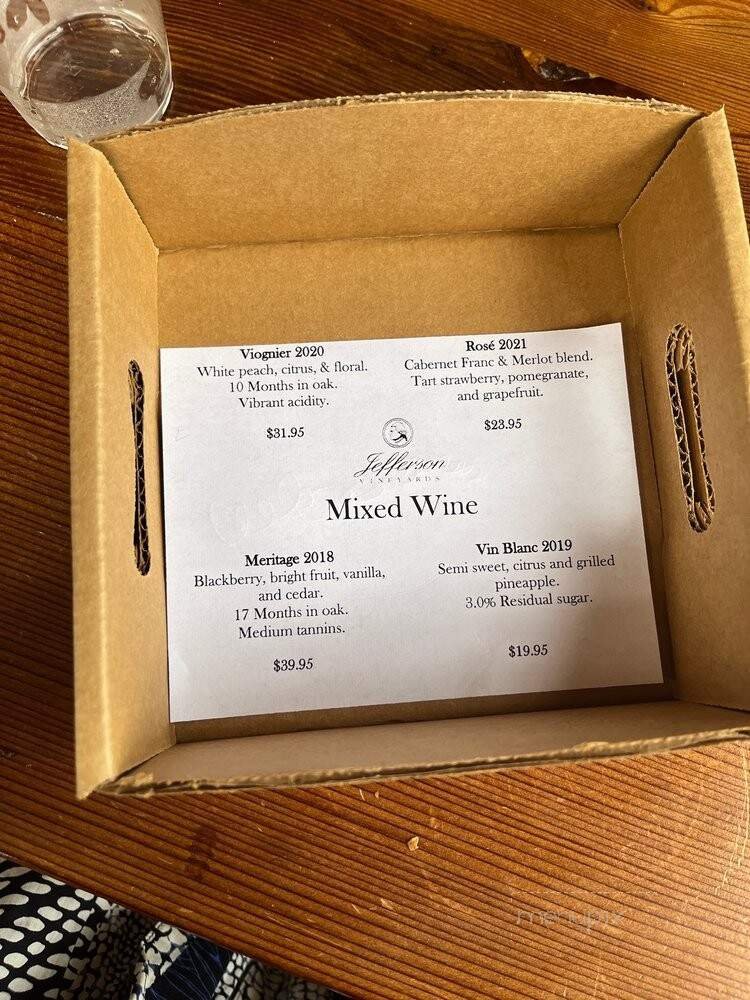 Viognier 2020
White peach, citrus, & floral.
10 Months in oak.
Vibrant acidity.
$31.95
Rosé 2021
Cabernet Franc & Merlot blend.
Tart strawberry, pomegranate,
and grapefruit.
$23.95
Jefferson
VINEYARDS
Mixed Wine
Meritage 2018
Blackberry, bright fruit, vanilla,
and cedar.
17 Months in oak.
Medium tannins.
$39.95
Vin Blanc 2019
Semi sweet, citrus and grilled
pineapple.
3.0% Residual sugar.
$19.95
menupix